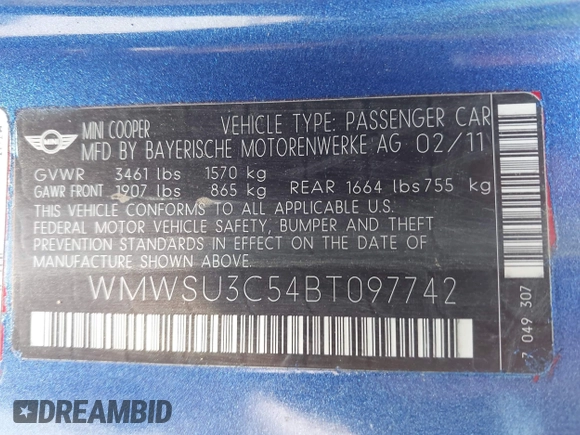 MINI COOPER VEHICLE TYPE: PASSENGER CAR
MFD BY BAYERISCHE MOTORENWERKE AG 02/11
GVWR 3461 lbs 1570 kg
GAWR FRONT 1907 lbs 865 kg REAR 1664 lbs 755 kg
THIS VEHICLE CONFORMS TO ALL APPLICABLE U.S.
FEDERAL MOTOR VEHICLE SAFETY, BUMPER AND THEFT
PREVENTION STANDARDS IN EFFECT ON THE DATE OF
MANUFACTURE SHOWN ABOVE.
WMWSU3C54BT097742
7 049 307
DREAMBID